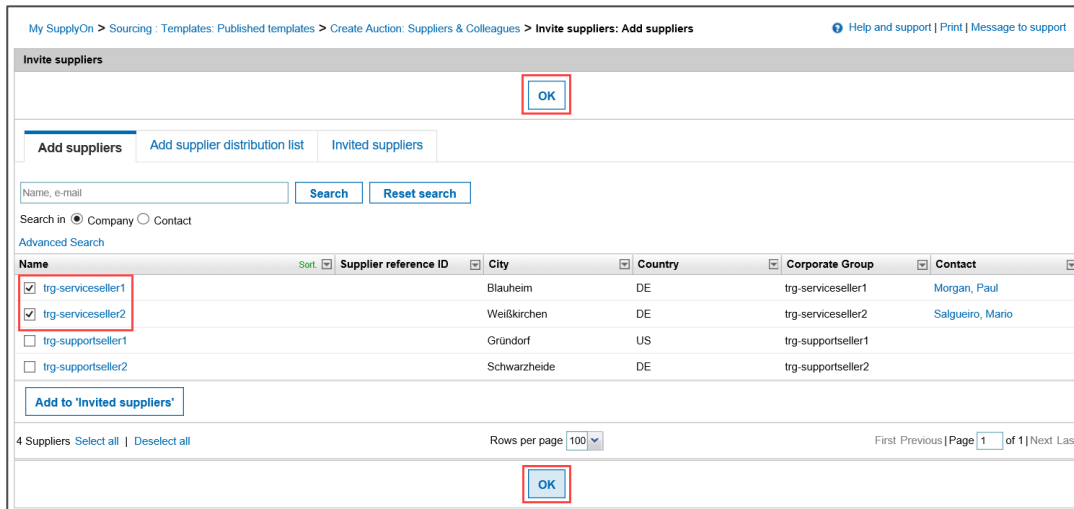 My SupplyOn > Sourcing : Templates: Published templates > Create Auction: Suppliers & Colleagues > Invite suppliers: Add suppliers ? Help and support | Print | Message to support
Invite suppliers
OK
Add suppliers Add supplier distribution list Invited suppliers
Name, e-mail Search Reset search
Search in Company Contact
Advanced Search
Name Sort. Supplier reference ID City Country Corporate Group Contact
trg-serviceseller1 Blauheim DE trg-serviceseller1 Morgan, Paul
trg-serviceseller2 Weißkirchen DE trg-serviceseller2 Salgueiro, Mario
trg-supportseller1 Gründorf US trg-supportseller1
trg-supportseller2 Schwarzheide DE trg-supportseller2
Add to 'Invited suppliers'
4 Suppliers Select all | Deselect all Rows per page 100 First Previous | Page 1 of 1 | Next Las
OK